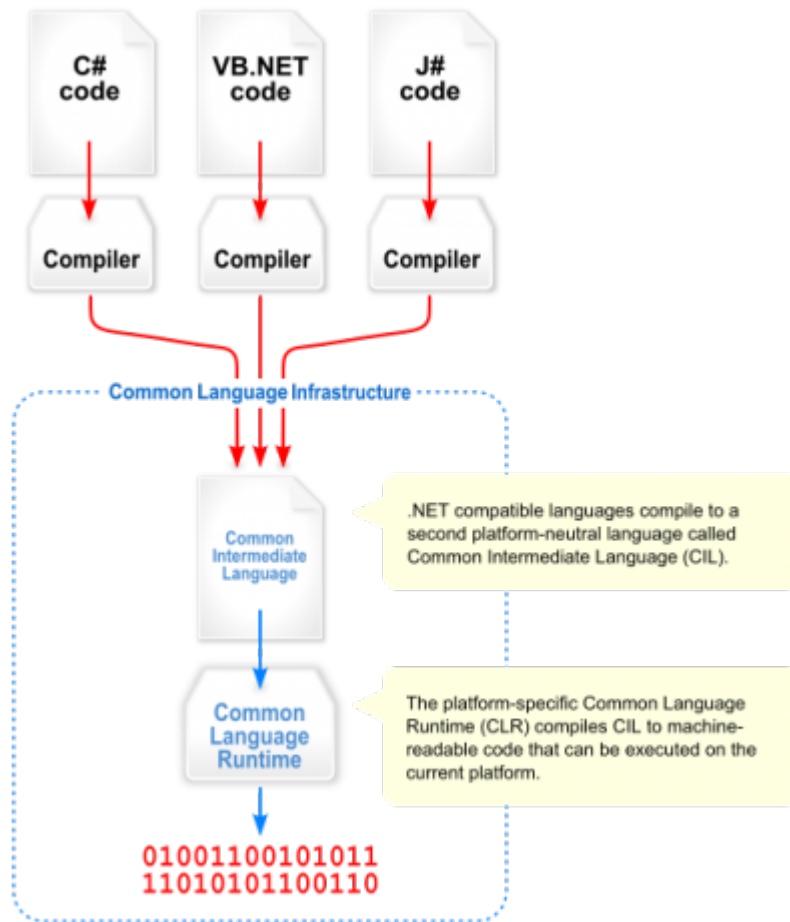 C#
code
VB.NET
code
J#
code
Compiler
Compiler
Compiler
Common Language Infrastructure
Common
Intermediate
Language
.NET compatible languages compile to a
second platform-neutral language called
Common Intermediate Language (CIL).
Common
Language
Runtime
The platform-specific Common Language
Runtime (CLR) compiles CIL to machine-
readable code that can be executed on the
current platform.
01001100101011
11010101100110